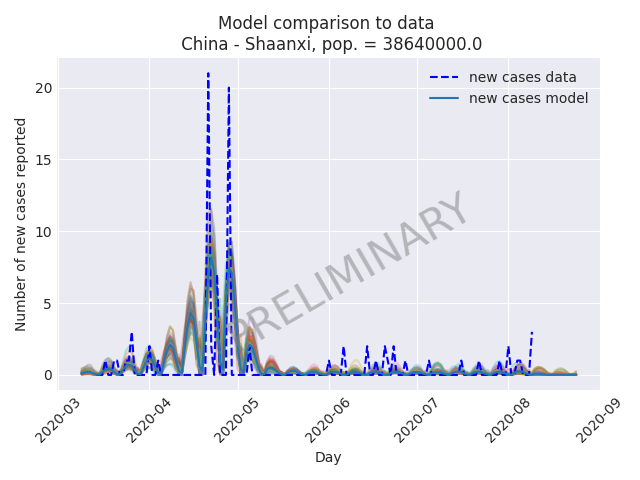 Model comparison to data
China - Shaanxi, pop. = 38640000.0
new cases data
new cases model
PRELIMINARY
Number of new cases reported
20
15
10
5
0
2020-03
2020-04
2020-05
2020-06
2020-07
2020-08
2020-09
Day